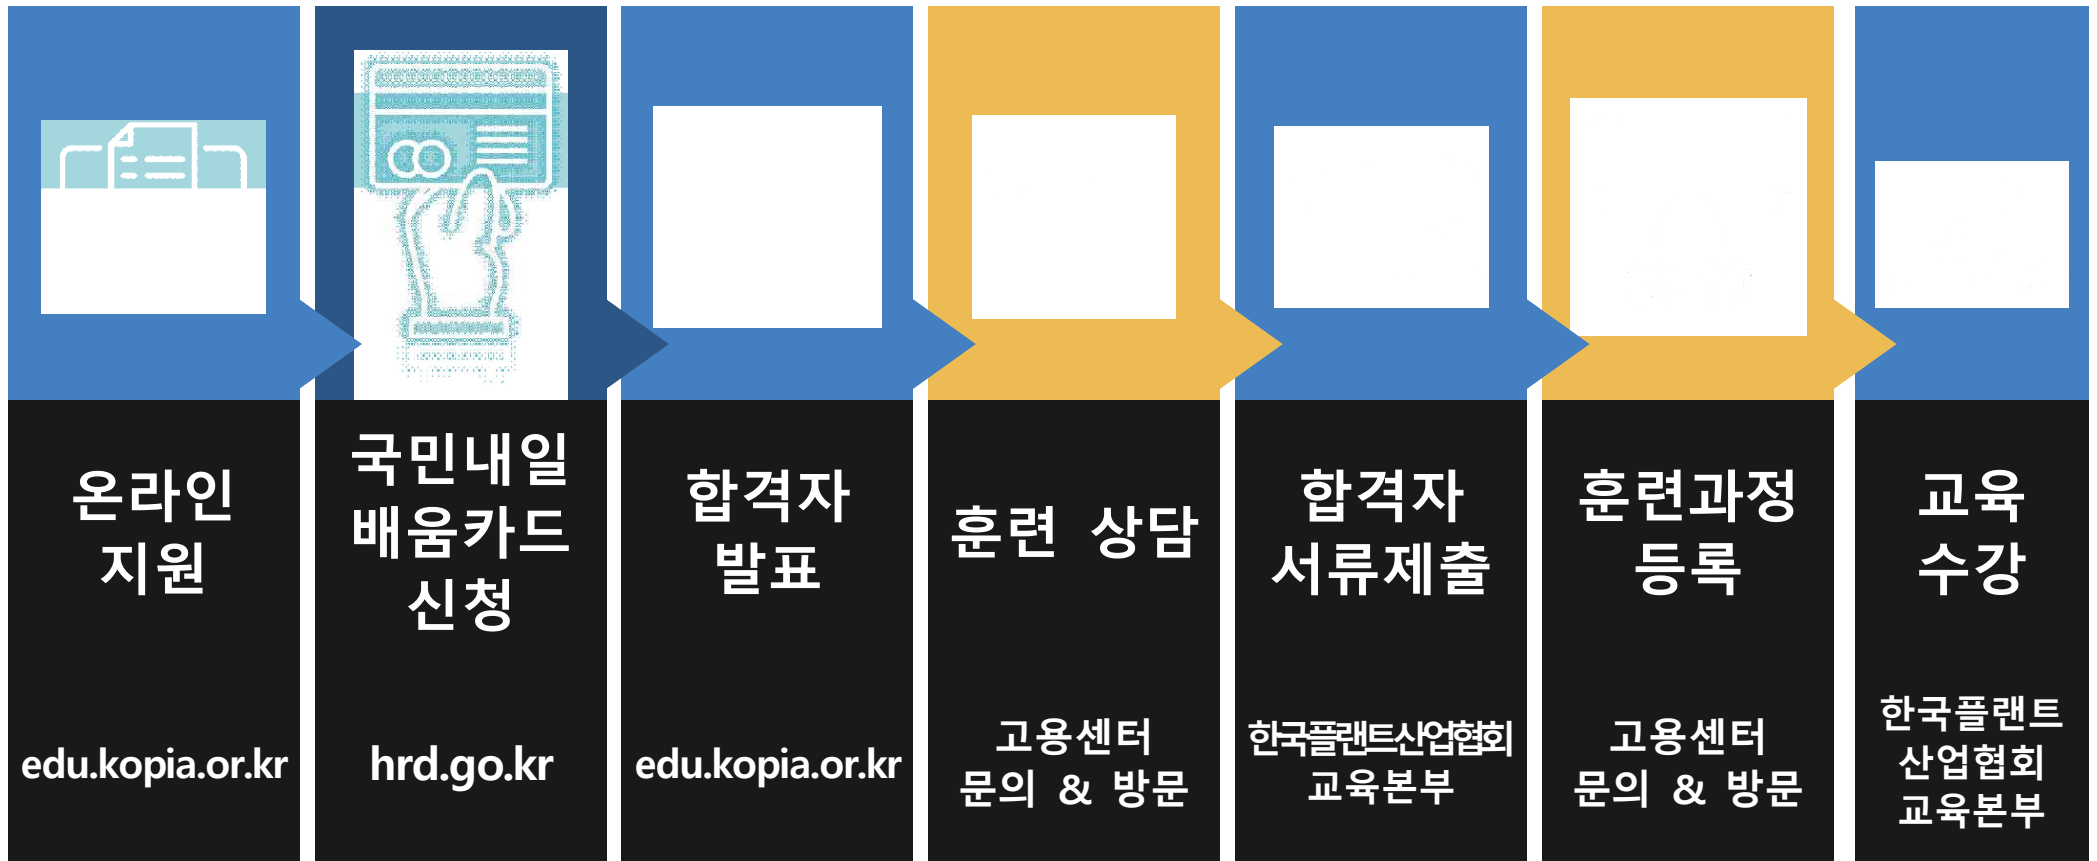 온라인
지원
edu.kopia.or.kr
국민내일
배움카드
신청
hrd.go.kr
합격자
발표
edu.kopia.or.kr
훈련 상담
고용센터
문의 & 방문
합격자
서류제출
한국플랜트산업협회
교육본부
훈련과정
등록
고용센터
문의 & 방문
교육
수강
한국플랜트
산업협회
교육본부